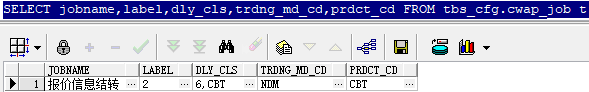 SELECT jobname,label,dly_cls,trdng_md_cd,prdct_cd FROM tbs_cfg.cwap_job t
JOBNAME LABEL DLY_CLS TRDNG_MD_CD PRDCT_CD
1 报价信息结转 ··· 2 ··· 6,CBT ··· NDM ··· CBT ···